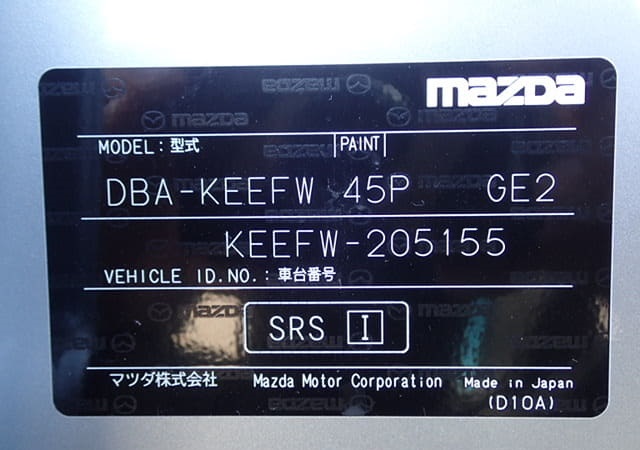 mazda
MODEL：型式 PAINT
DBA-KEEFW 45P GE2
KEEFW-205155
VEHICLE ID.NO.：車台番号
SRS I
マツダ株式会社 Mazda Motor Corporation Made in Japan
(D10A)